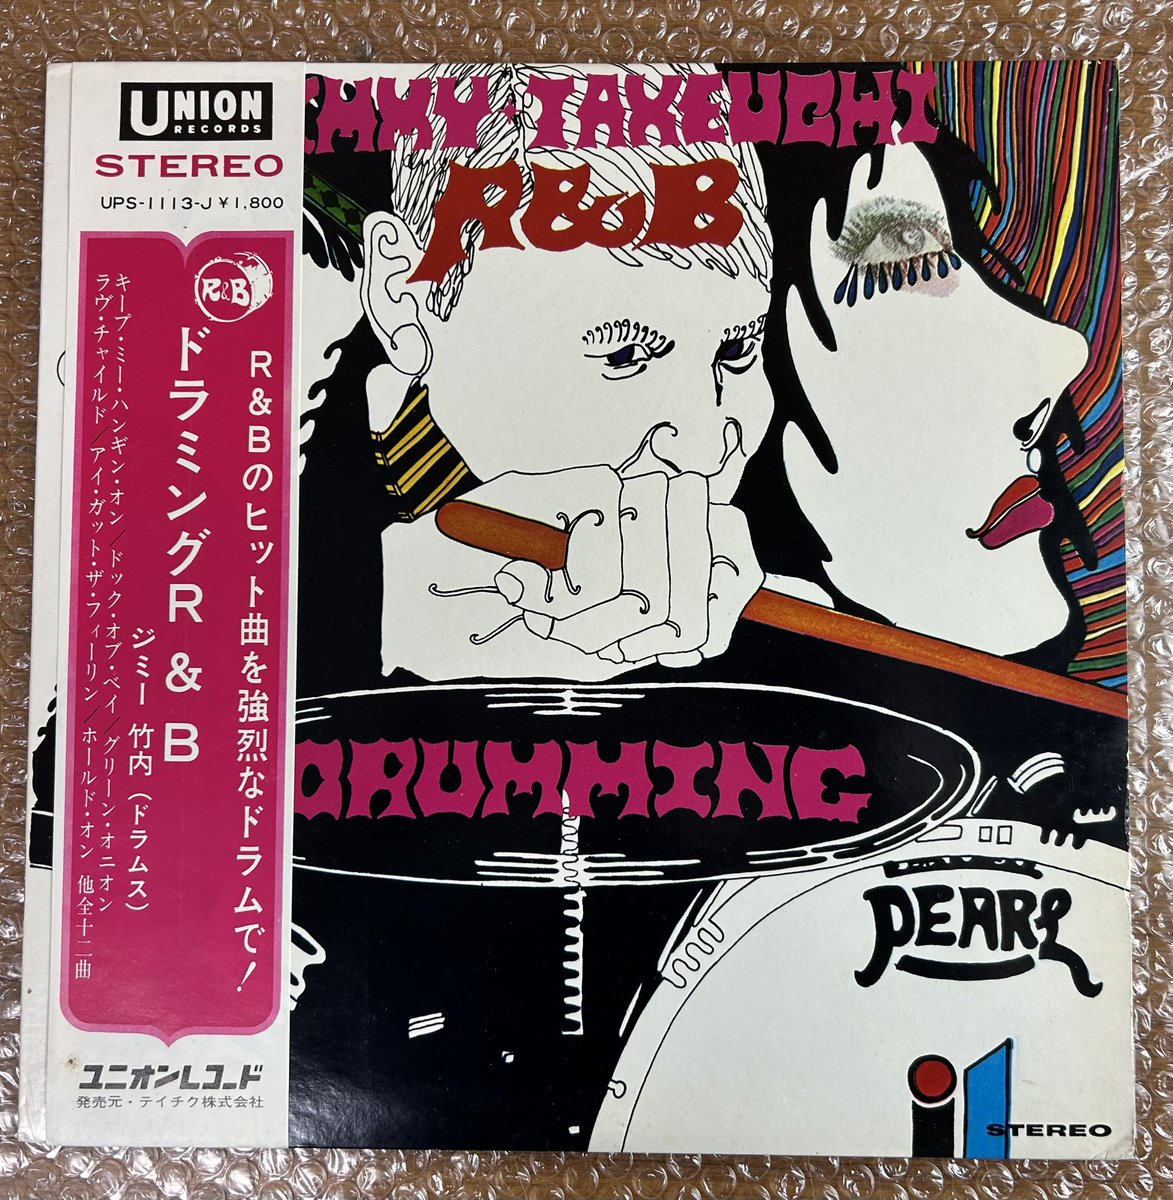 UNION
RECORDS
STEREO
UPS-1113-J ¥1,800
R&B
R&Bのヒット曲を強烈なドラムで!
ドラミングR&B
ジミー 竹内(ドラムス)
キープ・ミー・ハンギン・オン/ドック・オブ・ベイ/グリーン・オニオン
ラヴ・チャイルド/アイ・ガット・ザ・フィーリン/ホールド・オン 他全十二曲
ユニオンレコード
発売元・テイチク株式会社
TAKEUCHI
R&B
DRUMMING
PEARL
STEREO